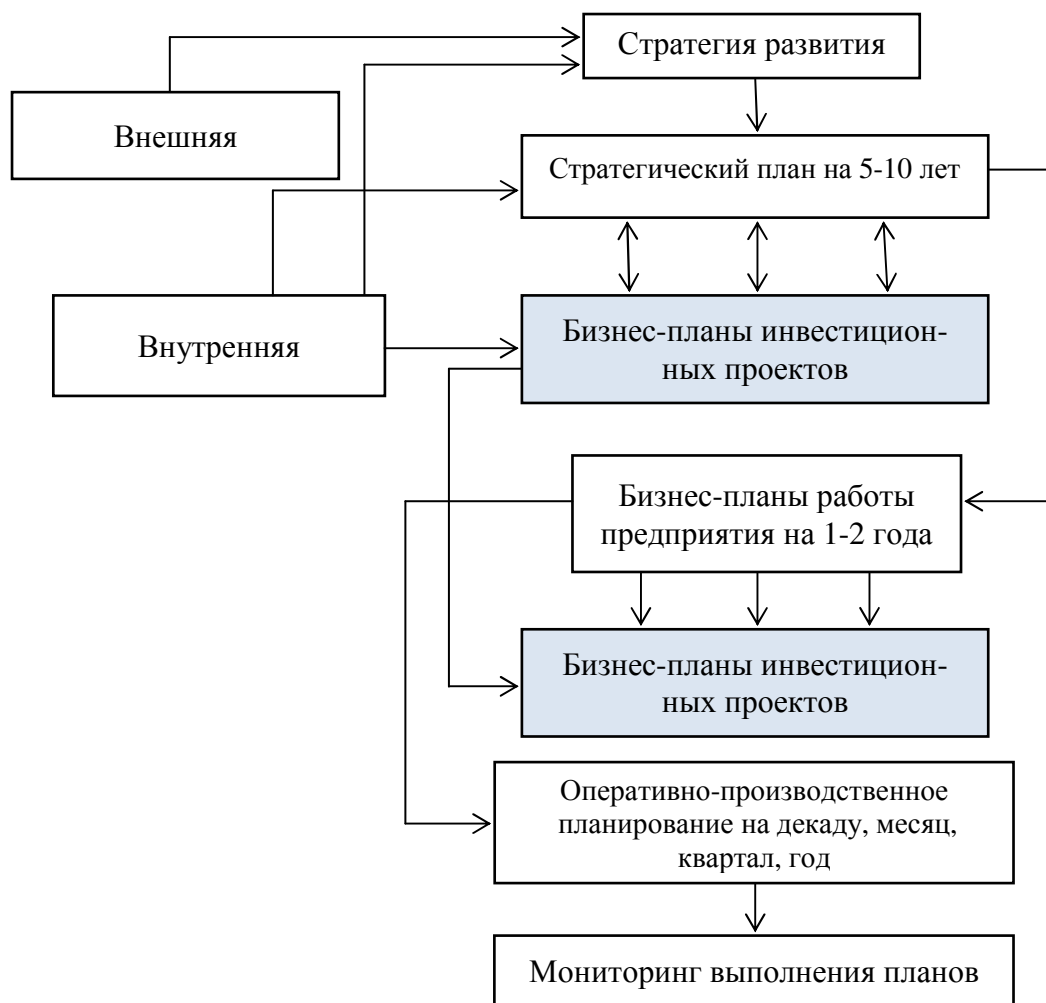 Стратегия развития
Внешняя
Стратегический план на 5-10 лет
Внутренняя
Бизнес-планы инвестицион-
ных проектов
Бизнес-планы работы
предприятия на 1-2 года
Бизнес-планы инвестицион-
ных проектов
Оперативно-производственное
планирование на декаду, месяц,
квартал, год
Мониторинг выполнения планов